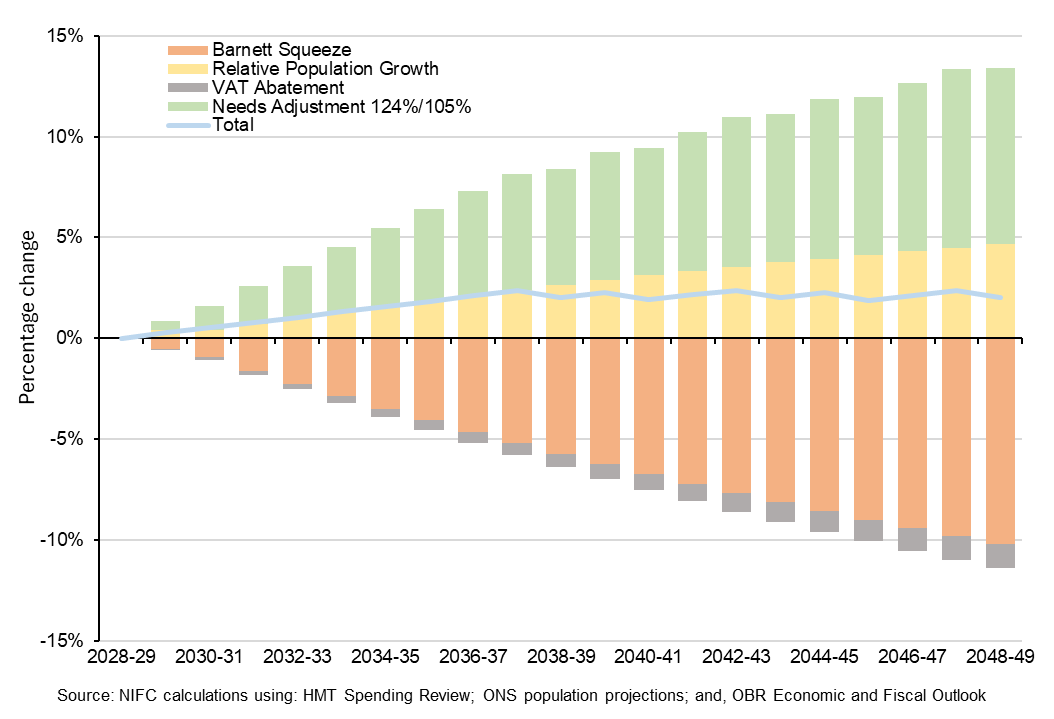 15%
10%
5%
0%
-5%
-10%
-15%
Percentage change
Barnett Squeeze
Relative Population Growth
VAT Abatement
Needs Adjustment 124%/105%
Total
2028-29 2030-31 2032-33 2034-35 2036-37 2038-39 2040-41 2042-43 2044-45 2046-47 2048-49
Source: NIFC calculations using: HMT Spending Review; ONS population projections; and, OBR Economic and Fiscal Outlook